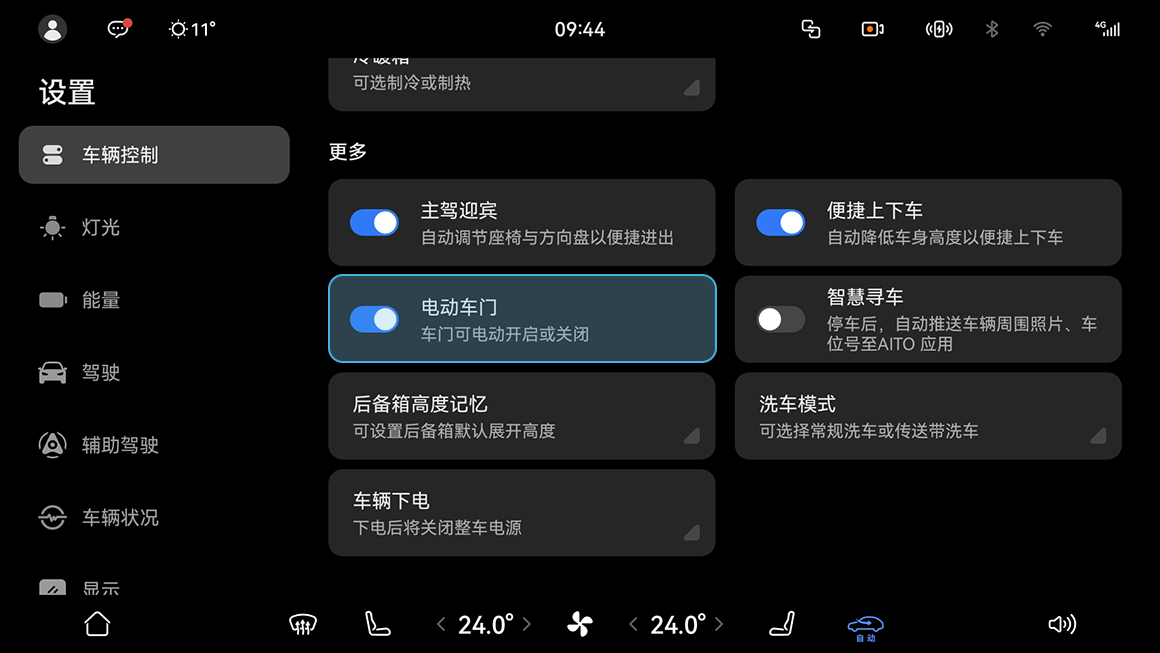 11°
09:44
4G
设置
车辆控制
灯光
能量
驾驶
辅助驾驶
车辆状况
显示
冷暖箱
可选制冷或制热
更多
主驾迎宾
自动调节座椅与方向盘以便捷进出
便捷上下车
自动降低车身高度以便捷上下车
电动车门
车门可电动开启或关闭
智慧寻车
停车后，自动推送车辆周围照片、车
位号至AITO 应用
后备箱高度记忆
可设置后备箱默认展开高度
洗车模式
可选择常规洗车或传送带洗车
车辆下电
下电后将关闭整车电源
24.0°
24.0°
自动